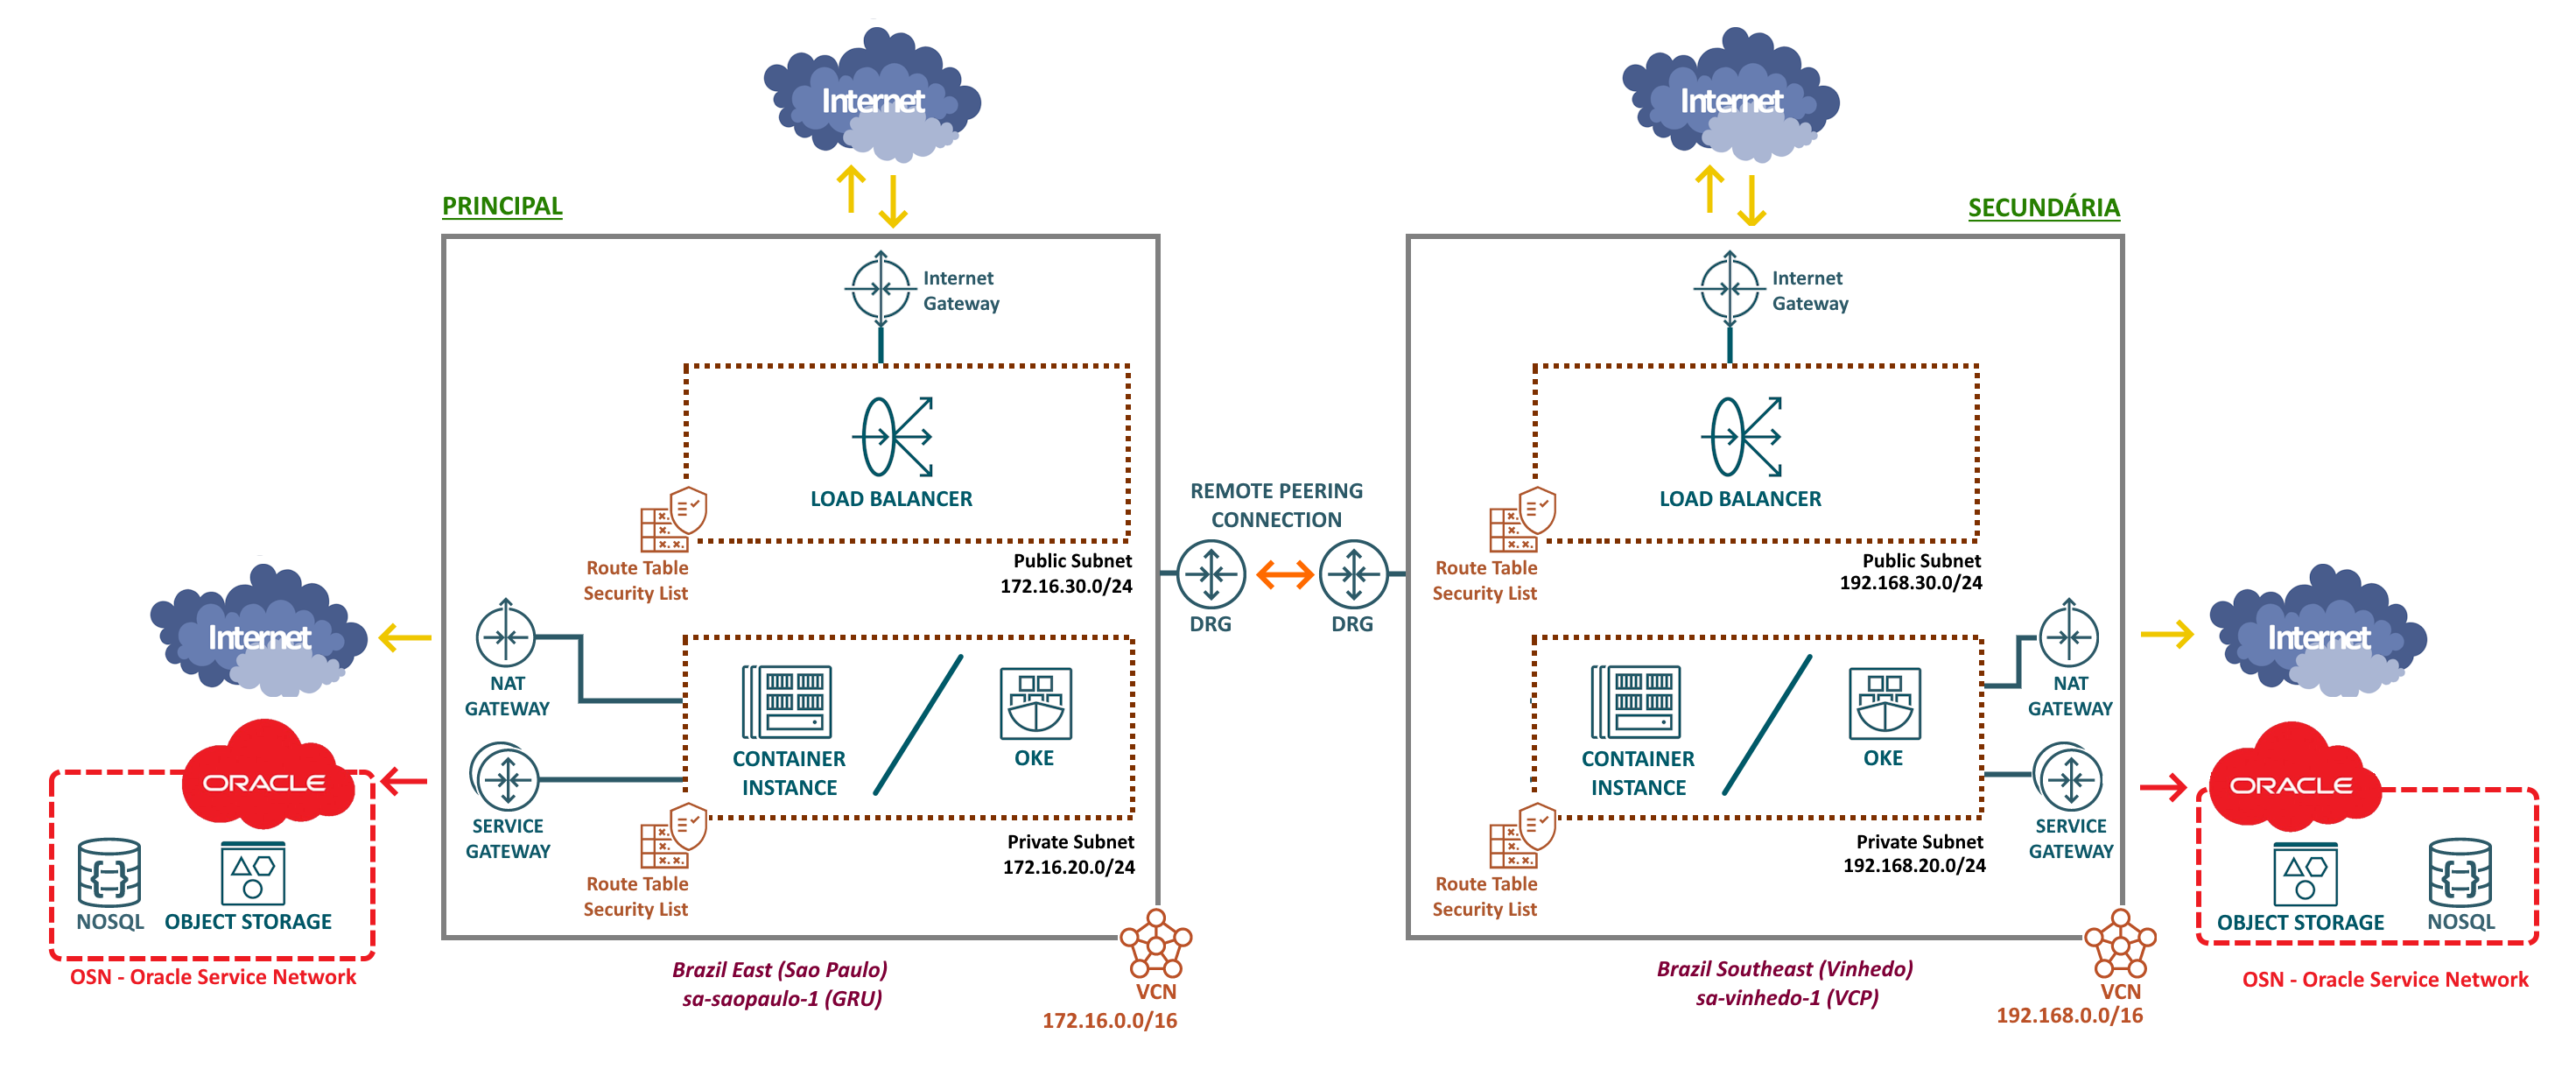 Internet
Internet
PRINCIPAL
SECUNDÁRIA
Internet
Gateway
Internet
Gateway
LOAD BALANCER
LOAD BALANCER
REMOTE PEERING
CONNECTION
Route Table
Security List
Public Subnet
172.16.30.0/24
DRG
DRG
Route Table
Security List
Public Subnet
192.168.30.0/24
Internet
NAT
GATEWAY
CONTAINER
INSTANCE
OKE
CONTAINER
INSTANCE
OKE
NAT
GATEWAY
Internet
ORACLE
SERVICE
GATEWAY
SERVICE
GATEWAY
ORACLE
NOSQL
OBJECT STORAGE
Route Table
Security List
Private Subnet
172.16.20.0/24
Route Table
Security List
Private Subnet
192.168.20.0/24
OBJECT STORAGE
NOSQL
OSN - Oracle Service Network
Brazil East (Sao Paulo)
sa-saopaulo-1 (GRU)
VCN
172.16.0.0/16
Brazil Southeast (Vinhedo)
sa-vinhedo-1 (VCP)
VCN
192.168.0.0/16
OSN - Oracle Service Network